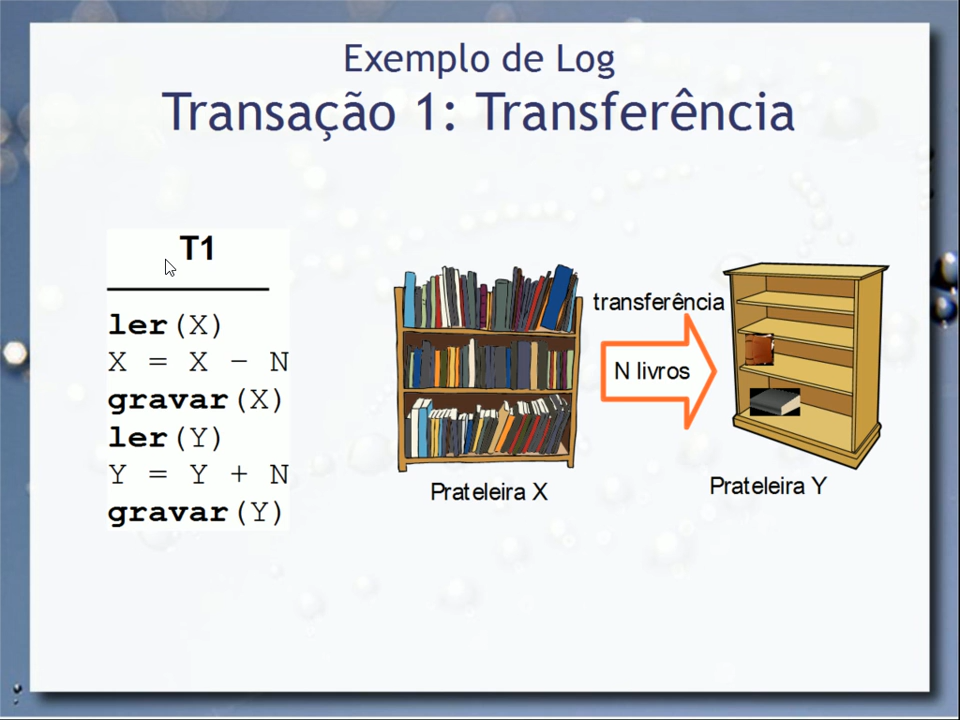 Exemplo de Log
Transação 1: Transferência
T1
ler(X)
X = X − N
gravar(X)
ler(Y)
Y = Y + N
gravar(Y)
transferência
N livros
Prateleira X
Prateleira Y